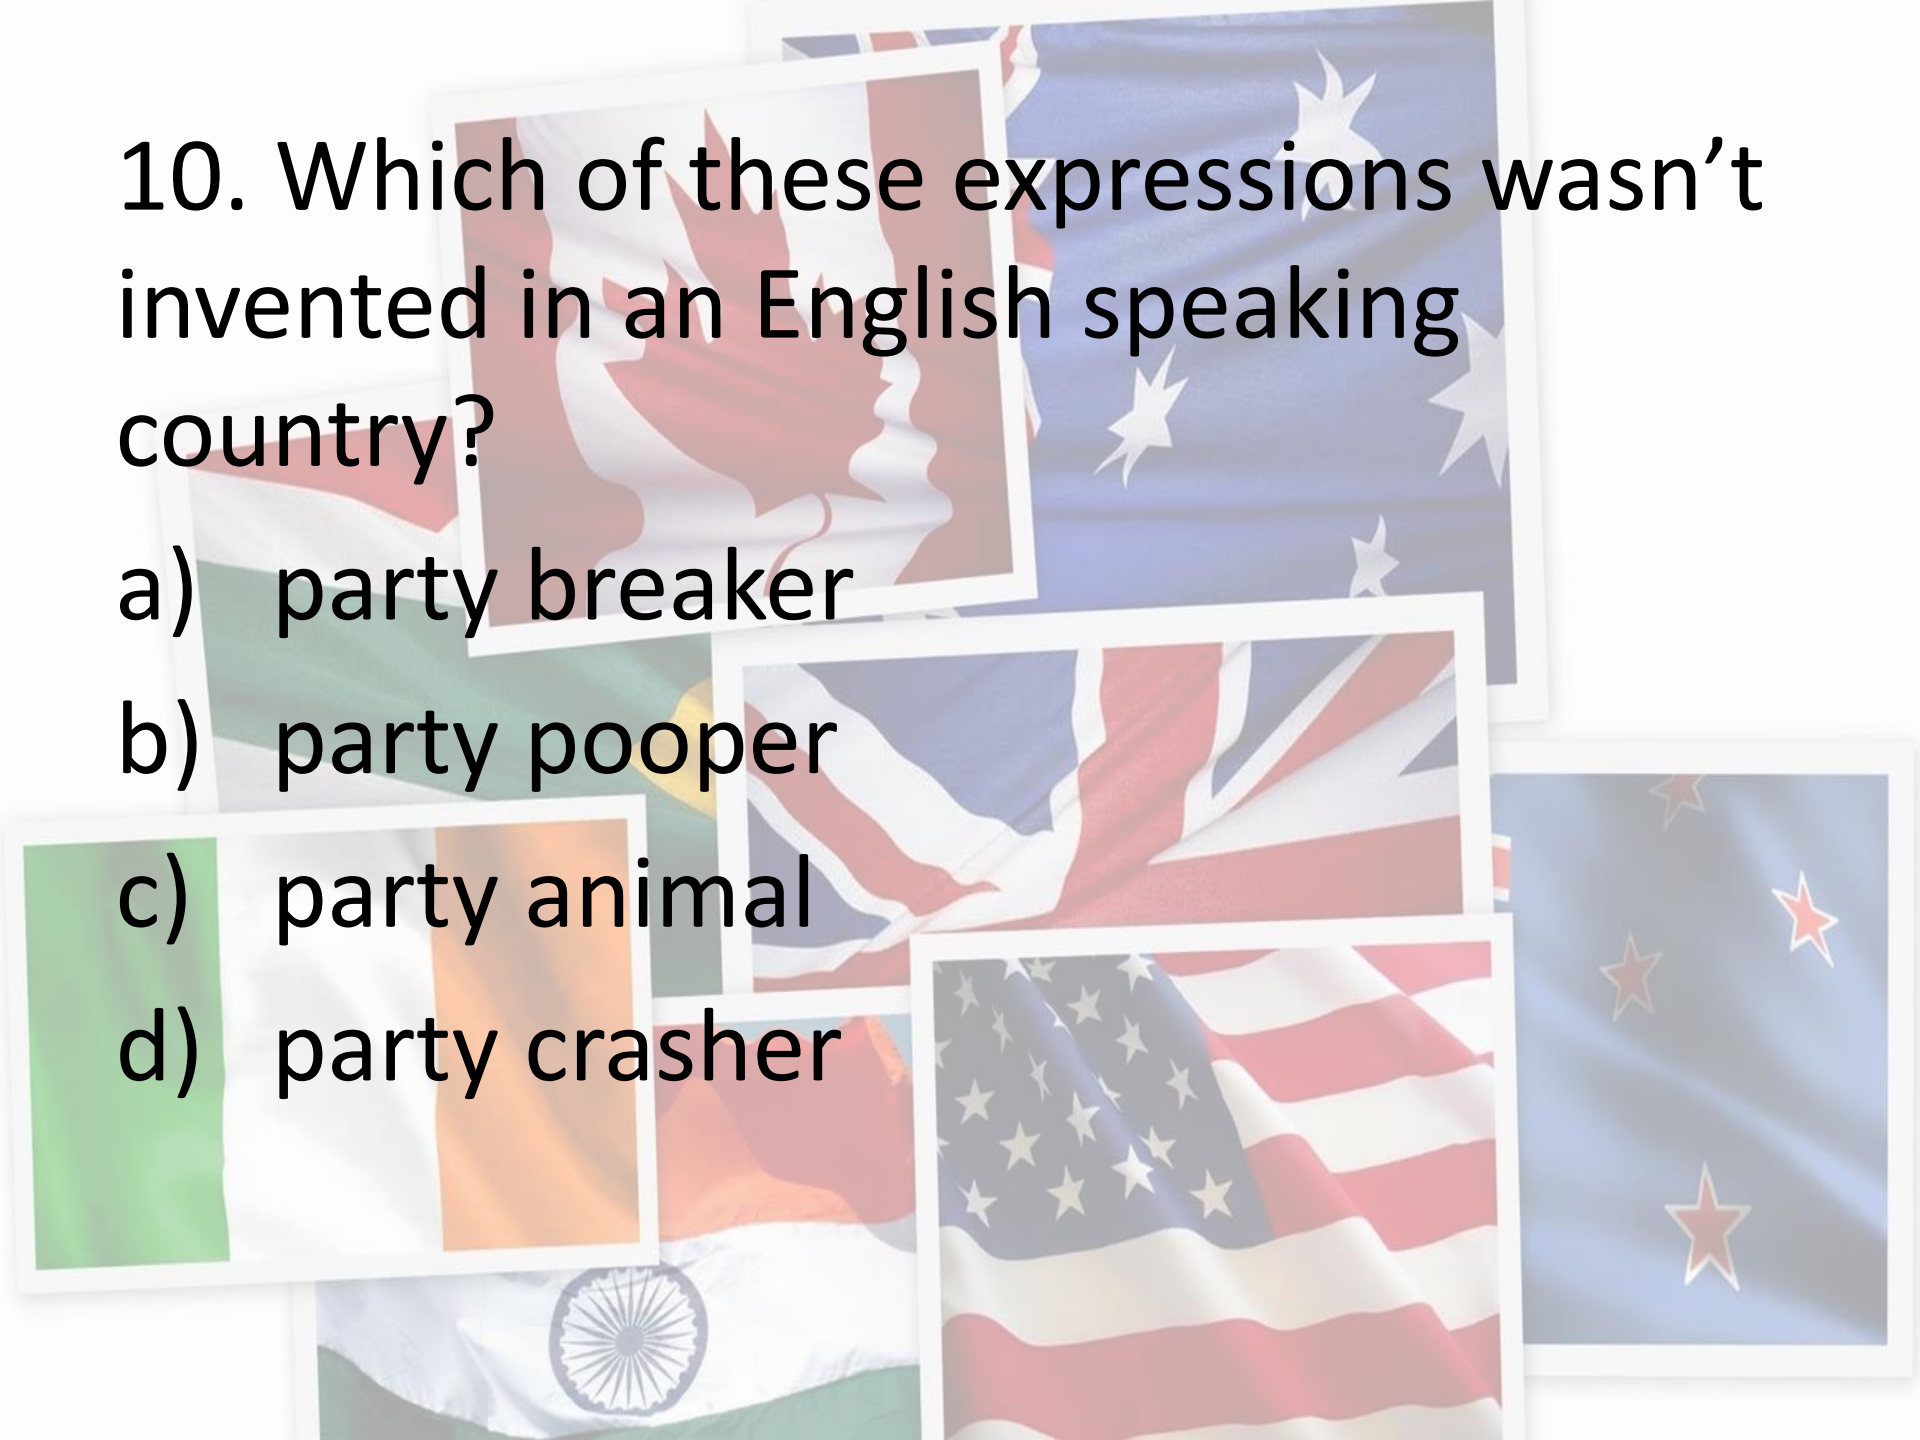 10. Which of these expressions wasn’t
invented in an English speaking
country?
a) party breaker
b) party pooper
c) party animal
d) party crasher